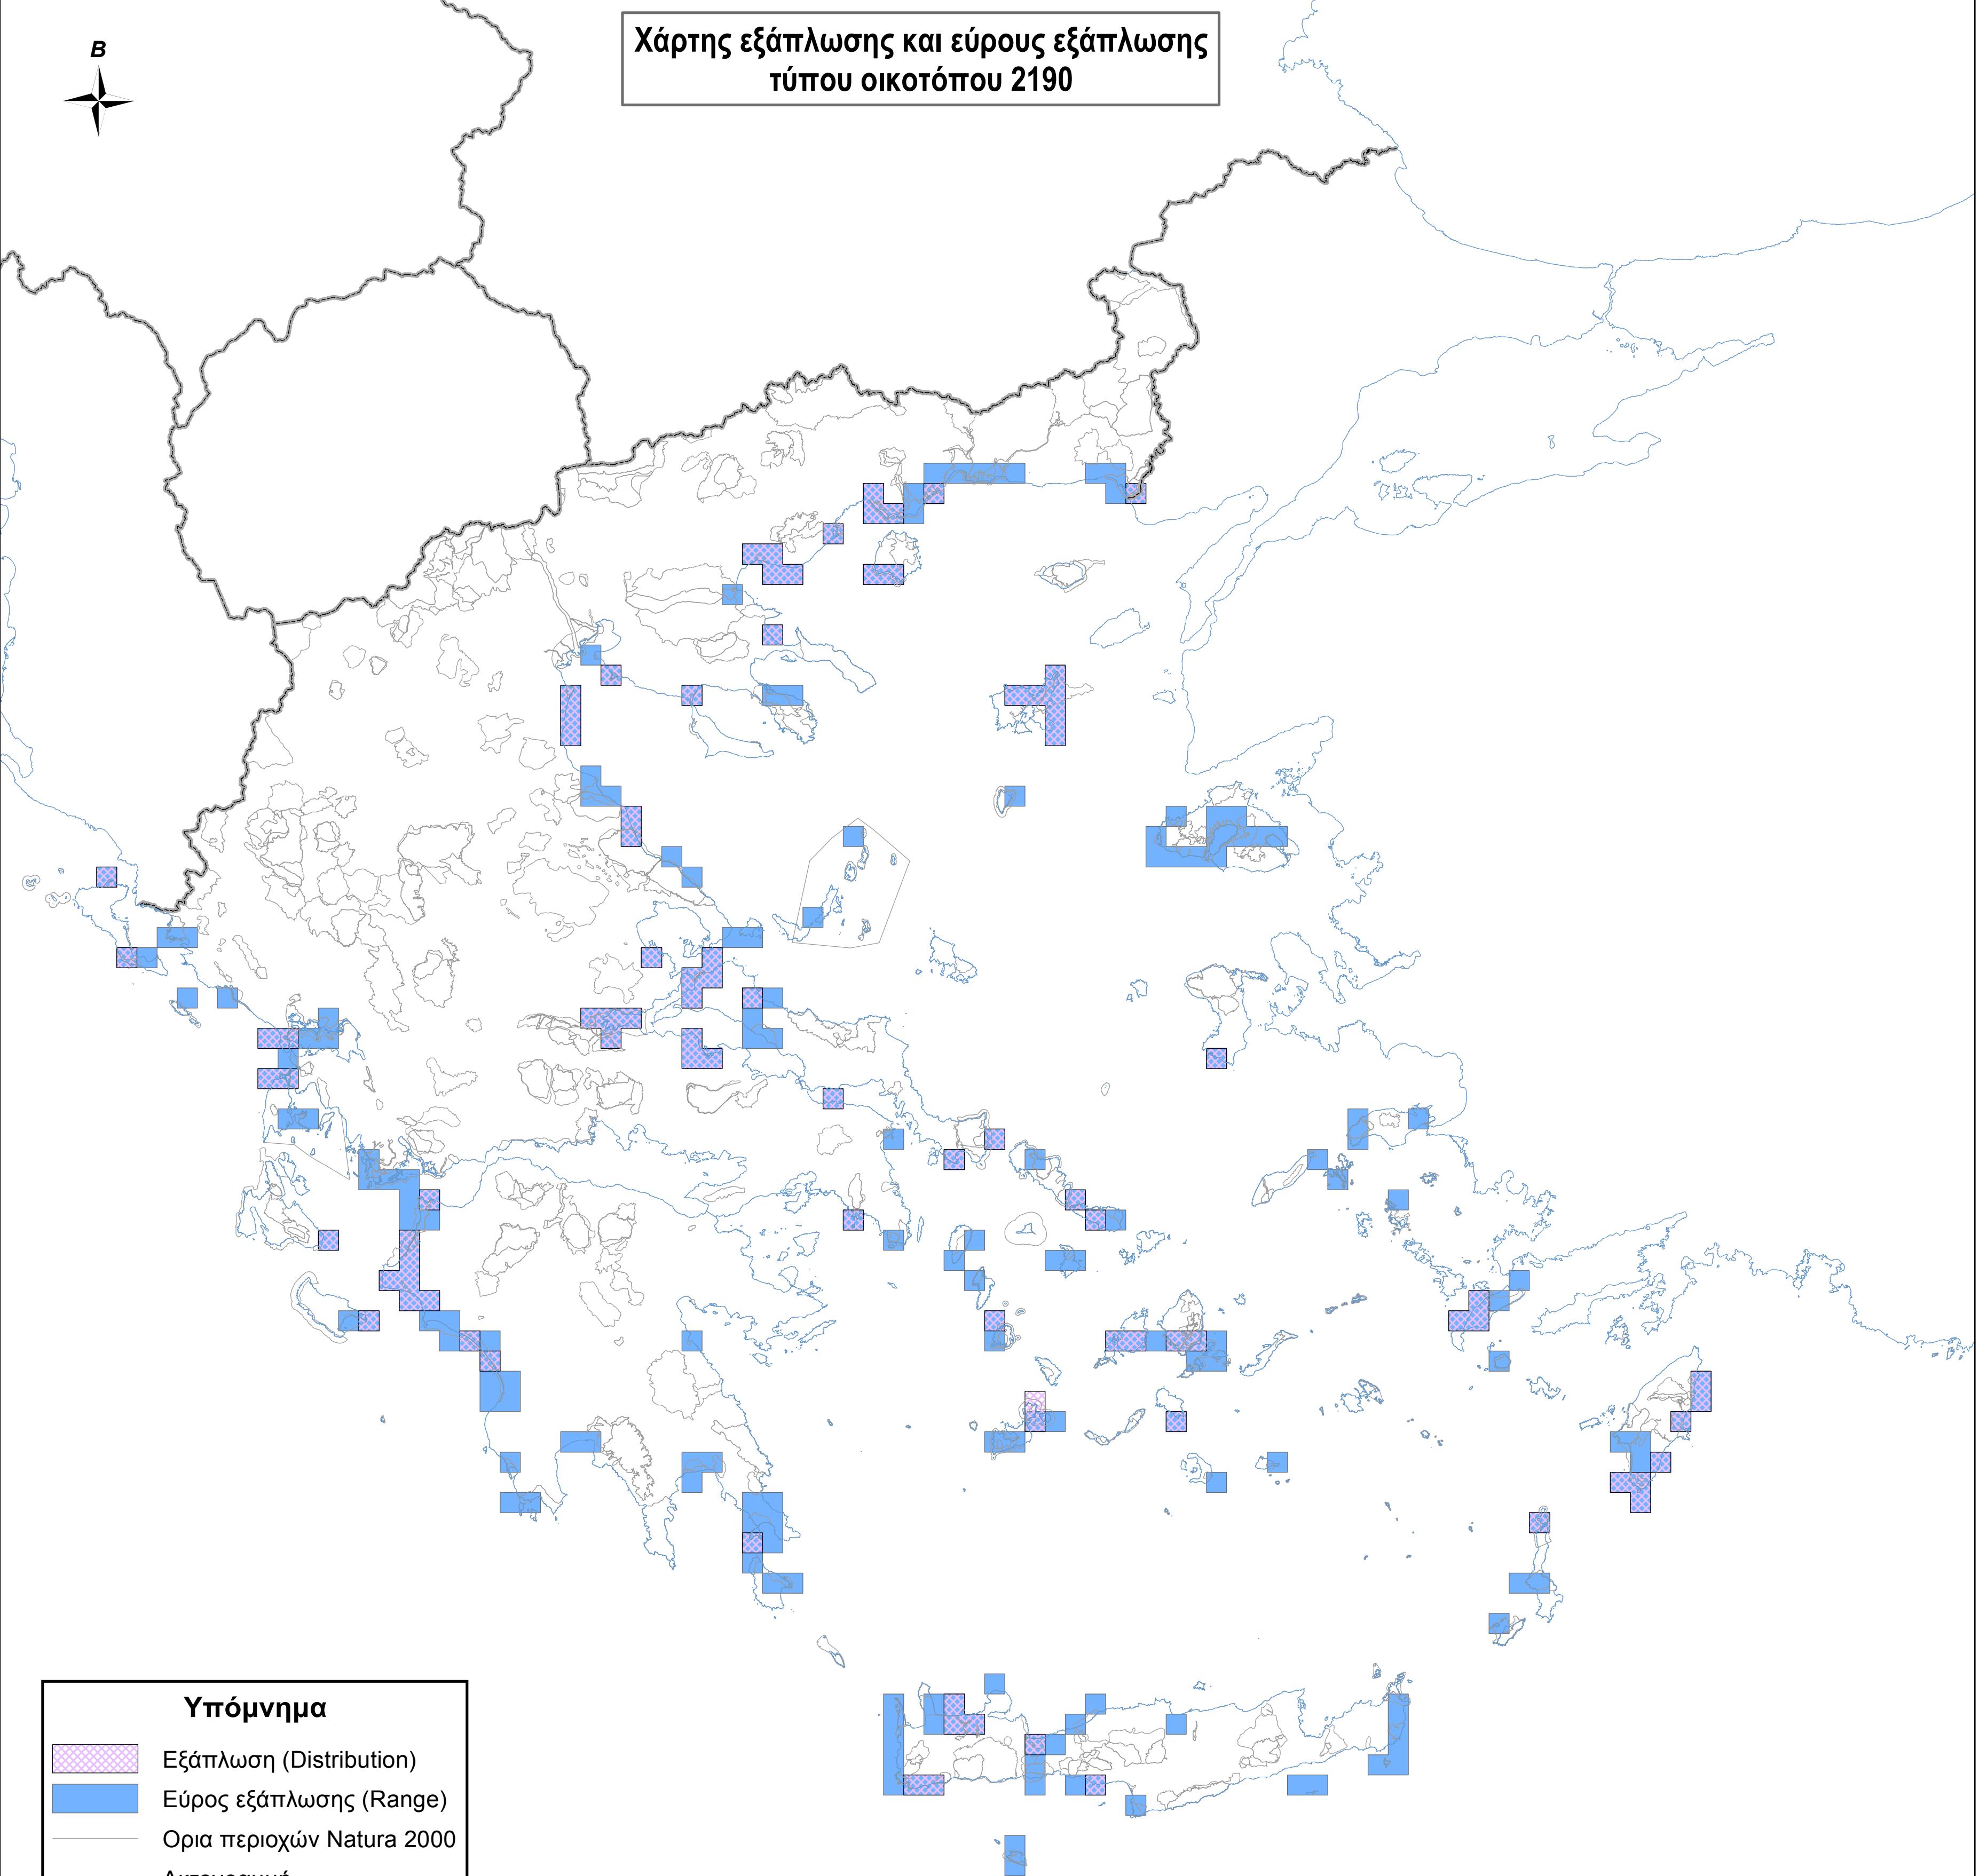 Β
Χάρτης εξάπλωσης και εύρους εξάπλωσης
τύπου οικοτόπου 2190
Υπόμνημα
Εξάπλωση (Distribution)
Εύρος εξάπλωσης (Range)
Ορια περιοχών Natura 2000